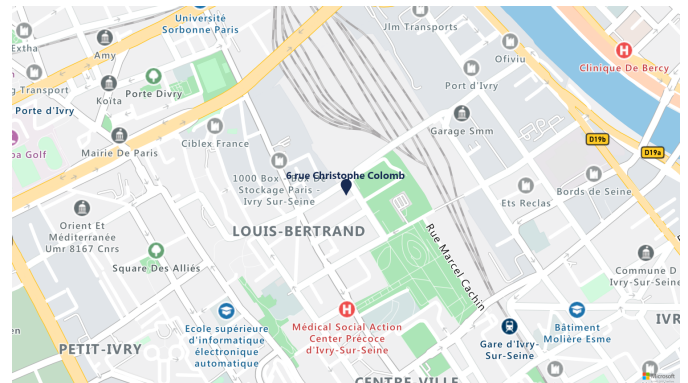 Université
Sorbonne Paris
Jlm Transports
Extha
Amy
Ofiviu
Clinique De Bercy
g Transport
Koïta
Porte Divry
Port d'Ivry
Porte d'Ivry
D19b
D19a
Mairie De Paris
Ciblex France
Garage Smm
pa Golf
6 rue Christophe Colomb
1000 Box
Stockage Paris -
Ivry Sur-Seine
Bords de Seine
Ets Reclas
Orient Et
Méditerranée
Umr 8167 Cnrs
LOUIS-BERTRAND
Rue Marcel Cachin
Square Des Alliés
Commune D
Ivry-Sur-Seine
Ecole supérieure
d'informatique
électronique
automatique
Médical Social Action
Center Précoce
d'Ivry-Sur-Seine
Gare d'Ivry-
Sur-Seine
Bâtiment
Molière Esme
IVR
en
PETIT-IVRY
CENTRE-VILLE
Microsoft